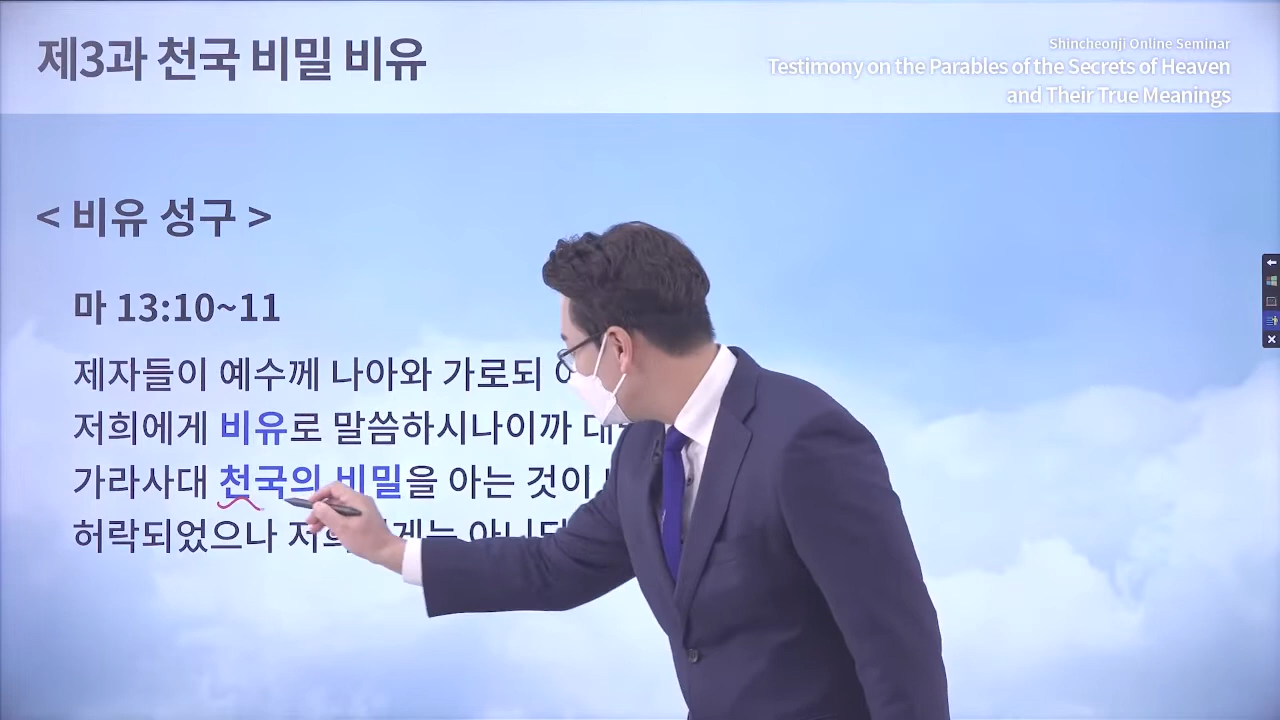 제3과 천국 비밀 비유
Shincheonji Online Seminar
Testimony on the Parables of the Secrets of Heaven
and Their True Meanings
< 비유 성구 >
마 13:10~11
제자들이 예수께 나아와 가로되
저희에게 비유로 말씀하시나이까
가라사대 천국의 비밀을 아는 것이
허락되었으나